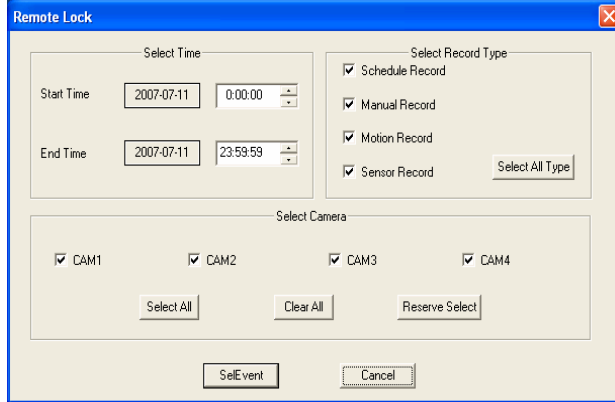 Remote Lock
Select Time
Start Time 2007-07-11 0:00:00
End Time 2007-07-11 23:59:59
Select Record Type
Schedule Record
Manual Record
Motion Record
Sensor Record
Select All Type
Select Camera
CAM1 CAM2 CAM3 CAM4
Select All Clear All Reserve Select
SelEvent Cancel